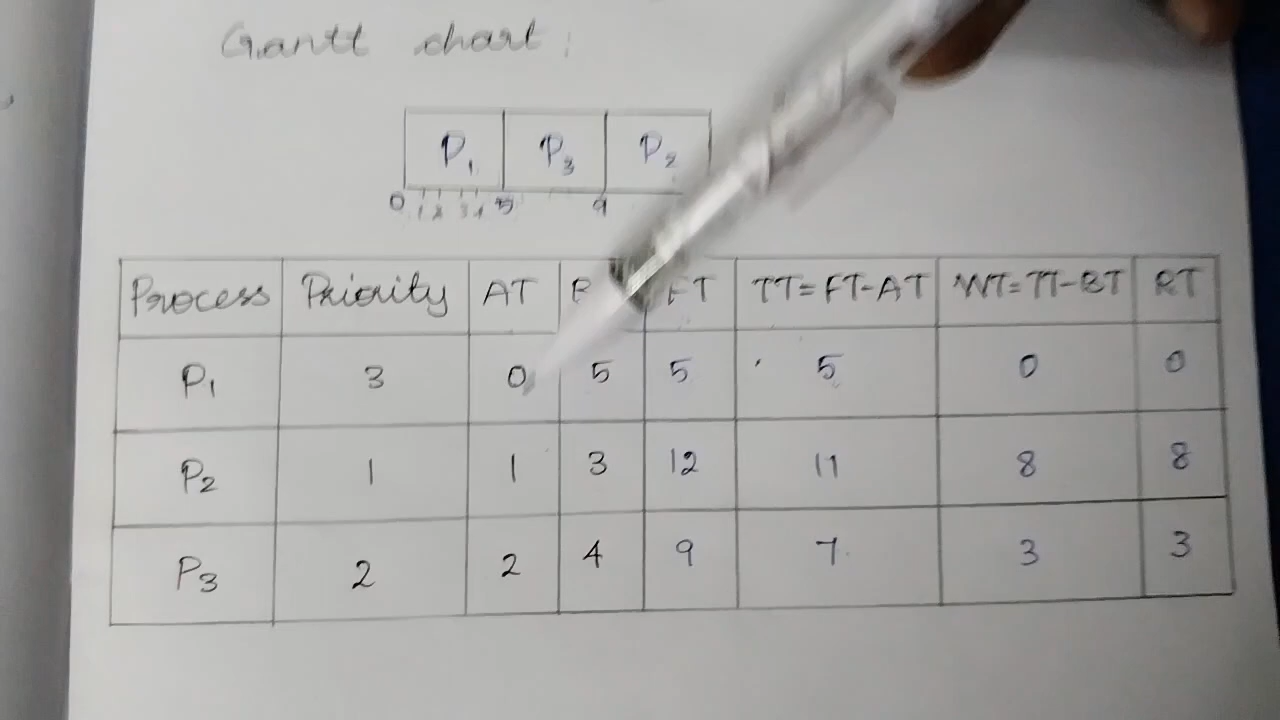 Gantt chart:
P1 P3 P2
0 1 2 3 4 5 9
Process Priority AT FT TT=FT-AT WT=TT-BT RT
P1 3 0 5 5 5 0 0
P2 1 1 3 12 11 8 8
P3 2 2 4 9 7 3 3